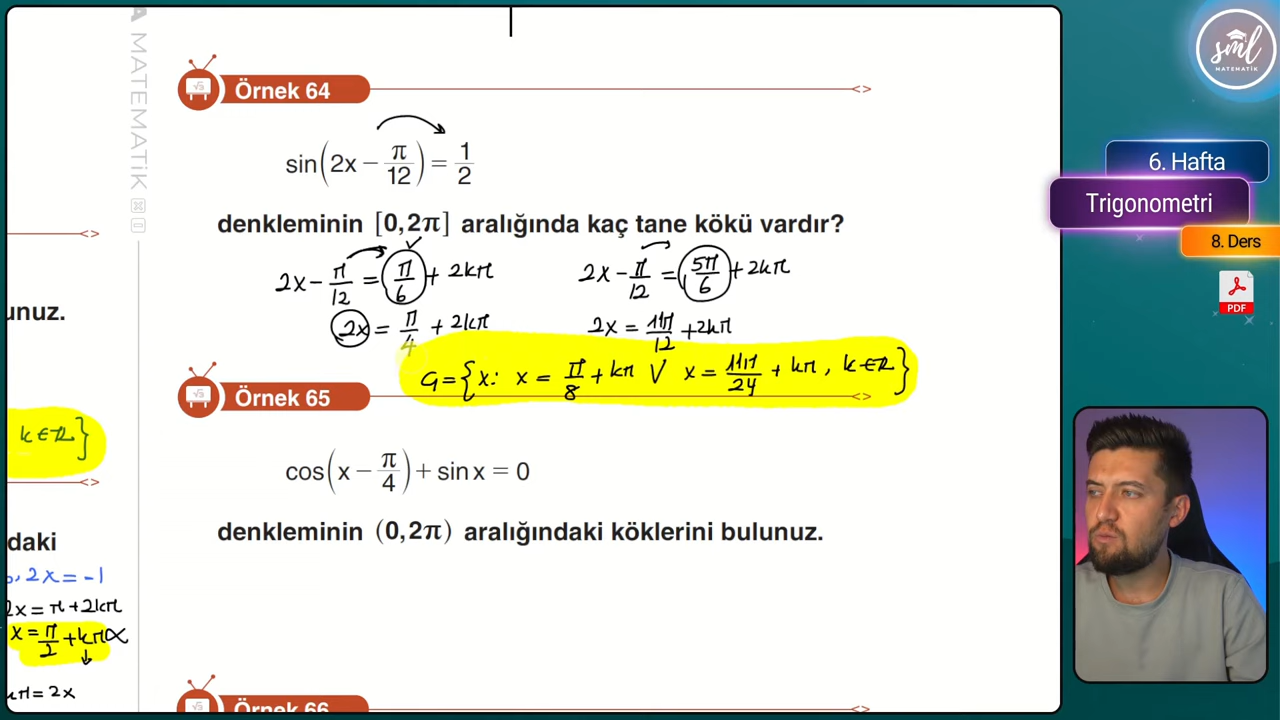 MATEMATİK
Örnek 64
sin(2x − π/12) = 1/2
denkleminin [0, 2π] aralığında kaç tane kökü vardır?
2x − π/12 = π/6 + 2kπ
2x − π/12 = 5π/6 + 2kπ
2x = π/4 + 2kπ
2x = 11π/12 + 2kπ
Ç = {x: x = π/8 + kπ ∨ x = 11π/24 + kπ, k ∈ Z}
Örnek 65
cos(x − π/4) + sin x = 0
denkleminin (0, 2π) aralığındaki köklerini bulunuz.
Örnek 66
unuz.
k ∈ Z}
daki
2x = −1
2x = π + 2kπ
x = π/2 + kπ
= 2x
sml
MATEMATİK
6. Hafta
Trigonometri
8. Ders
PDF